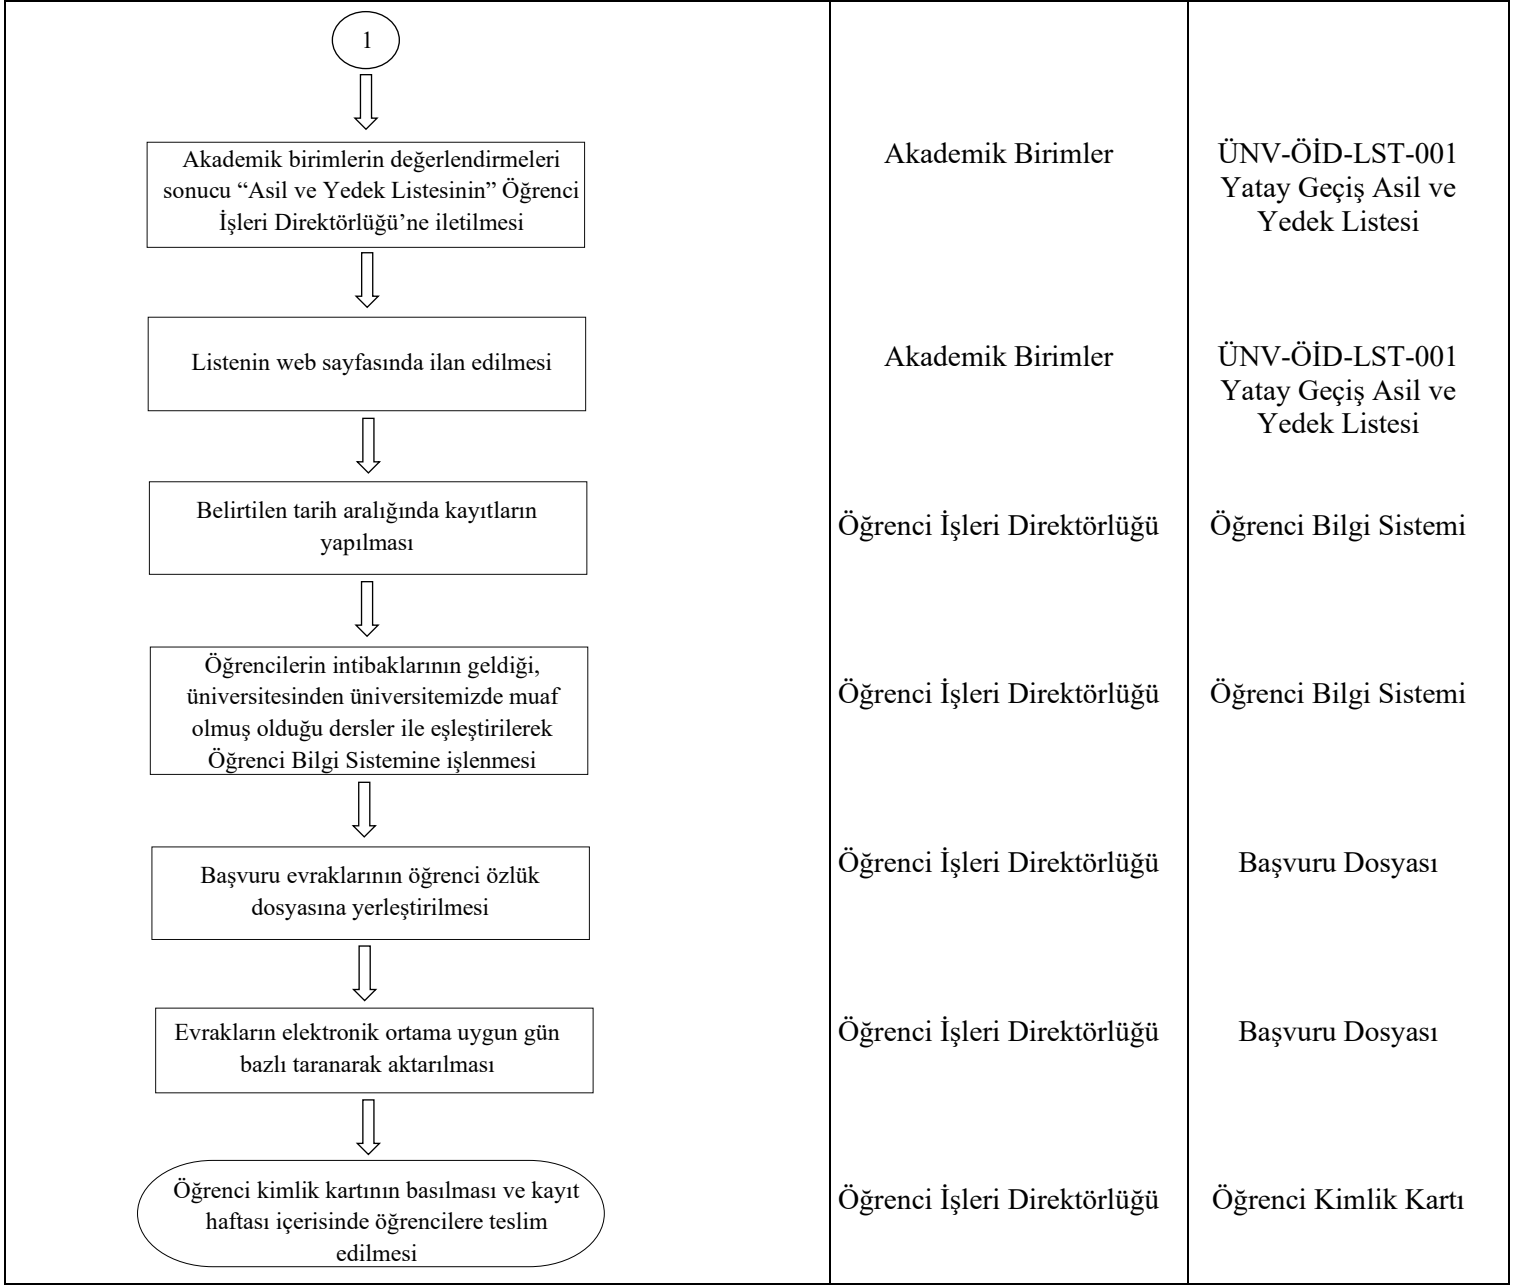 1
Akademik birimlerin değerlendirmeleri
sonucu “Asil ve Yedek Listesinin” Öğrenci
İşleri Direktörlüğü’ne iletilmesi
Akademik Birimler
ÜNV-ÖİD-LST-001
Yatay Geçiş Asil ve
Yedek Listesi
Listenin web sayfasında ilan edilmesi
Akademik Birimler
ÜNV-ÖİD-LST-001
Yatay Geçiş Asil ve
Yedek Listesi
Belirtilen tarih aralığında kayıtların
yapılması
Öğrenci İşleri Direktörlüğü
Öğrenci Bilgi Sistemi
Öğrencilerin intibaklarının geldiği,
üniversitesinden üniversitemizde muaf
olmuş olduğu dersler ile eşleştirilerek
Öğrenci Bilgi Sistemine işlenmesi
Öğrenci İşleri Direktörlüğü
Öğrenci Bilgi Sistemi
Başvuru evraklarının öğrenci özlük
dosyasına yerleştirilmesi
Öğrenci İşleri Direktörlüğü
Başvuru Dosyası
Evrakların elektronik ortama uygun gün
bazlı taranarak aktarılması
Öğrenci İşleri Direktörlüğü
Başvuru Dosyası
Öğrenci kimlik kartının basılması ve kayıt
haftası içerisinde öğrencilere teslim
edilmesi
Öğrenci İşleri Direktörlüğü
Öğrenci Kimlik Kartı